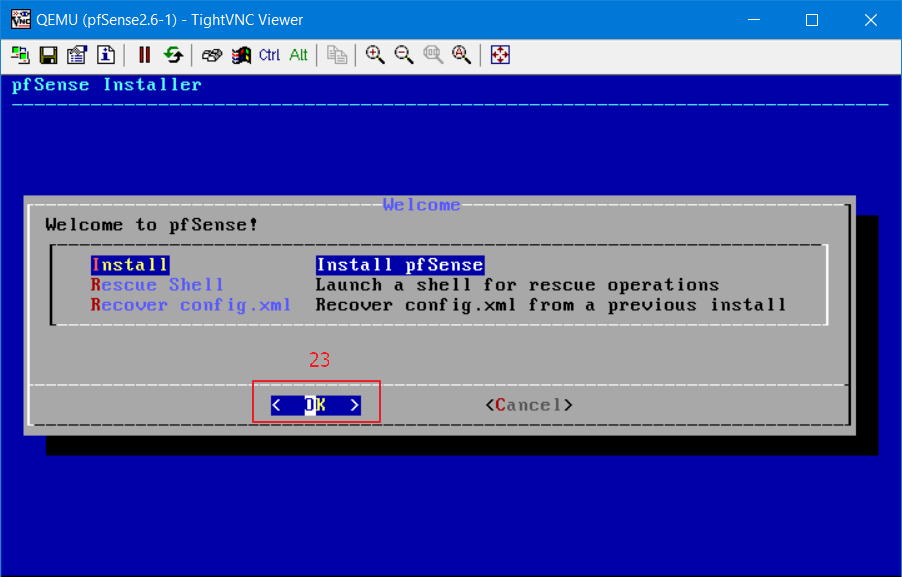 QEMU (pfSense2.6-1) - TightVNC Viewer
Ctrl Alt
pfSense Installer
Welcome
Welcome to pfSense!
Install Install pfSense
Rescue Shell Launch a shell for rescue operations
Recover config.xml Recover config.xml from a previous install
23
< OK > <Cancel>